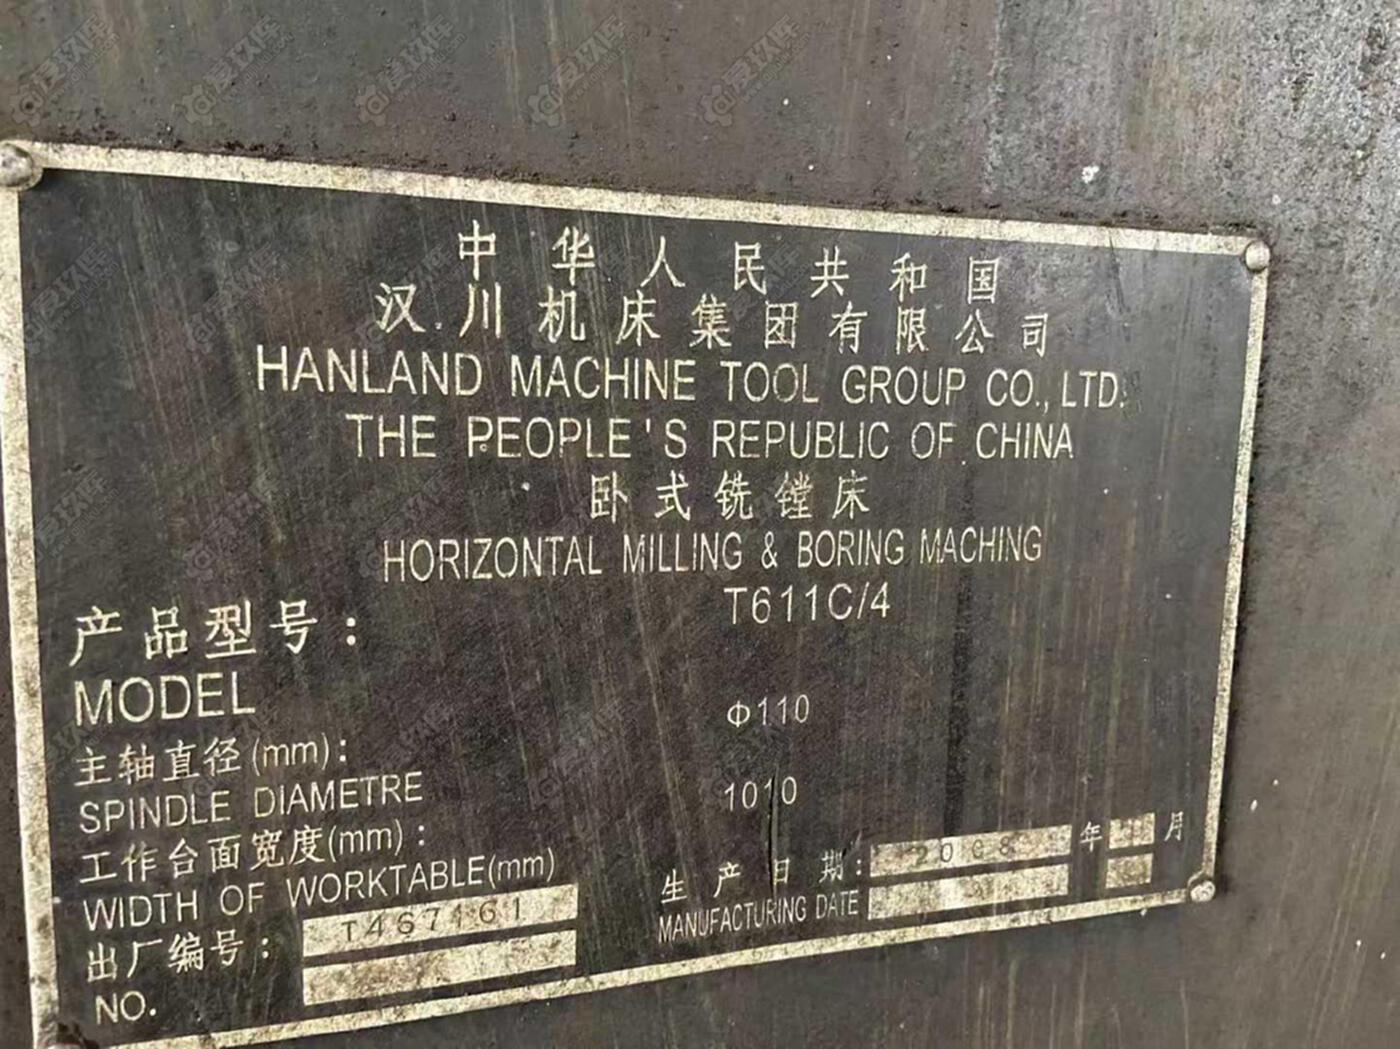 中华人民共和国
汉川机床集团有限公司
HANLAND MACHINE TOOL GROUP CO., LTD.
THE PEOPLE'S REPUBLIC OF CHINA
卧式铣镗床
HORIZONTAL MILLING & BORING MACHING
产品型号： T611C/4
MODEL
主轴直径(mm)： Φ110
SPINDLE DIAMETRE
工作台面宽度(mm)： 1010
WIDTH OF WORKTABLE(mm)
出厂编号： T467161
NO.
生产日期： 2008 年 月
MANUFACTURING DATE